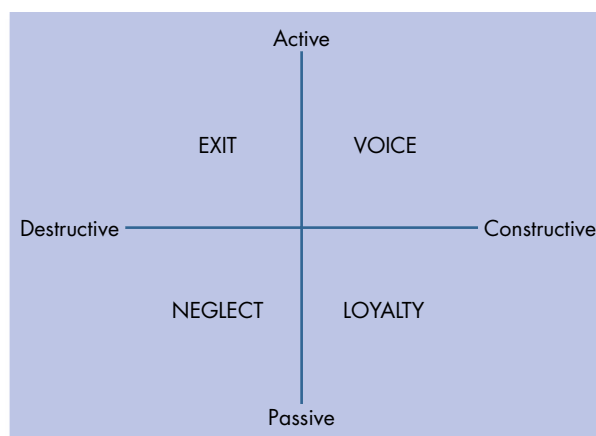 Active
EXIT VOICE
Destructive Constructive
NEGLECT LOYALTY
Passive